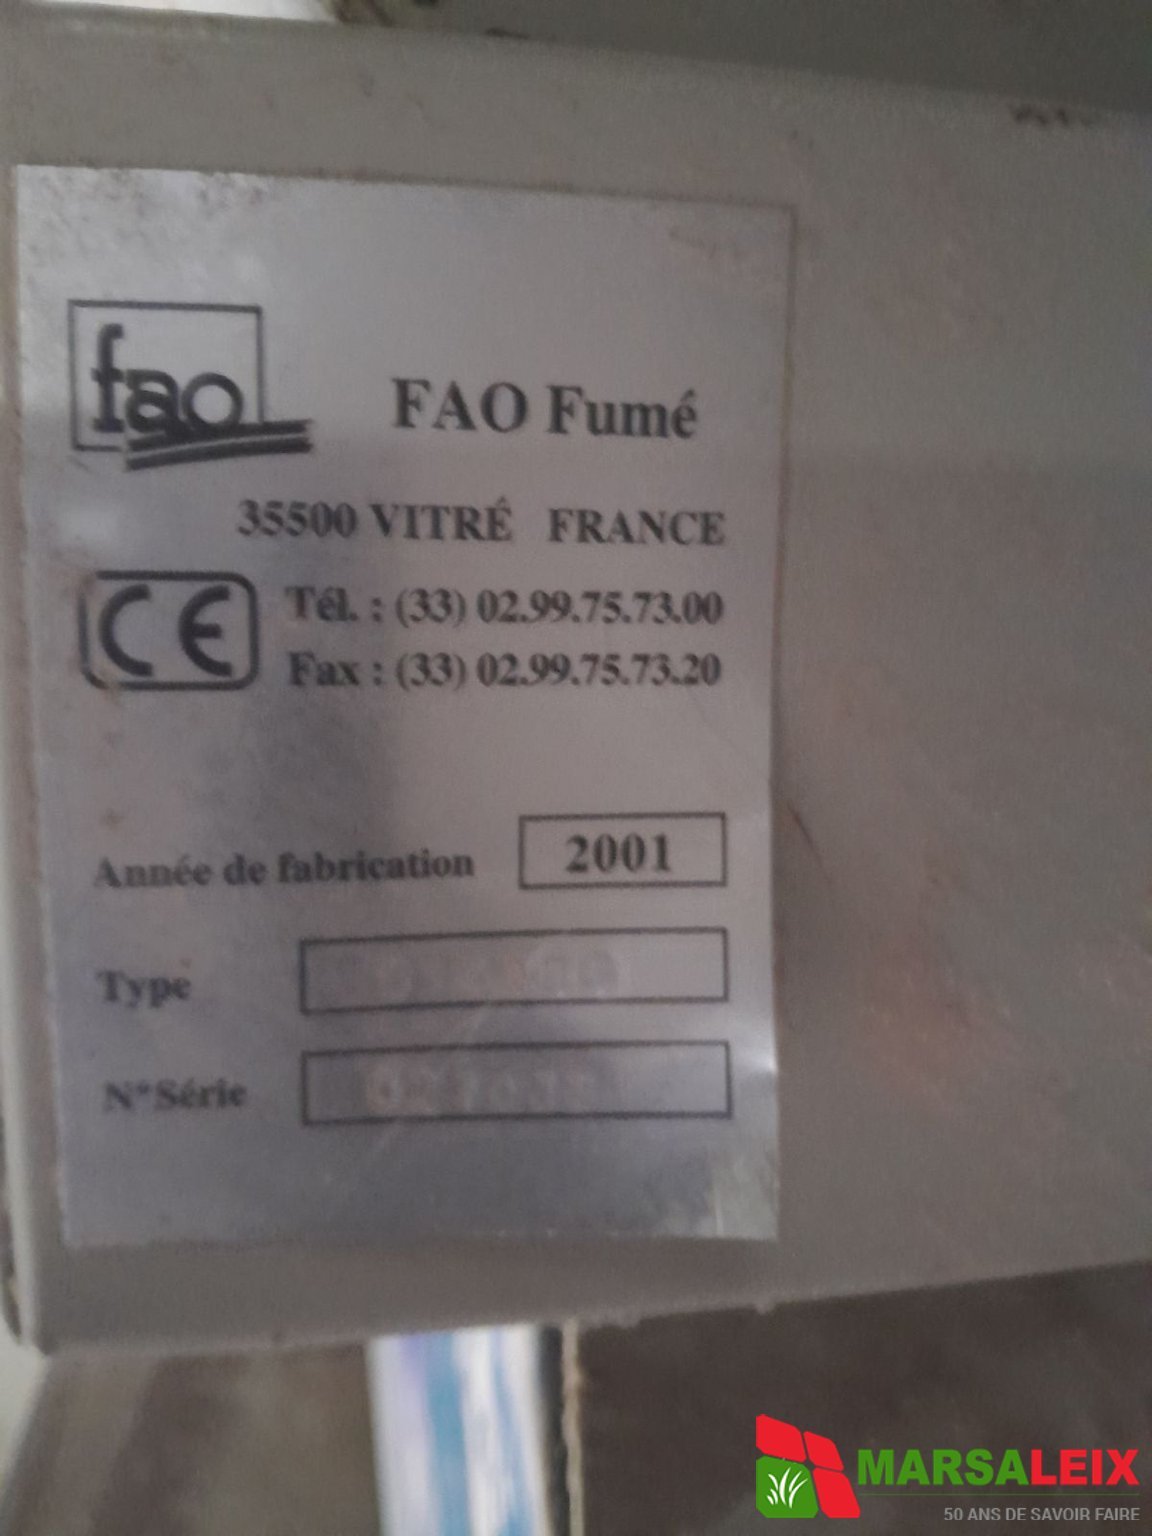 fao
FAO Fumé
35500 VITRÉ FRANCE
CE
Tél. : (33) 02.99.75.73.00
Fax : (33) 02.99.75.73.20
Année de fabrication 2001
Type
N°Série
MARSALEIX
50 ANS DE SAVOIR FAIRE